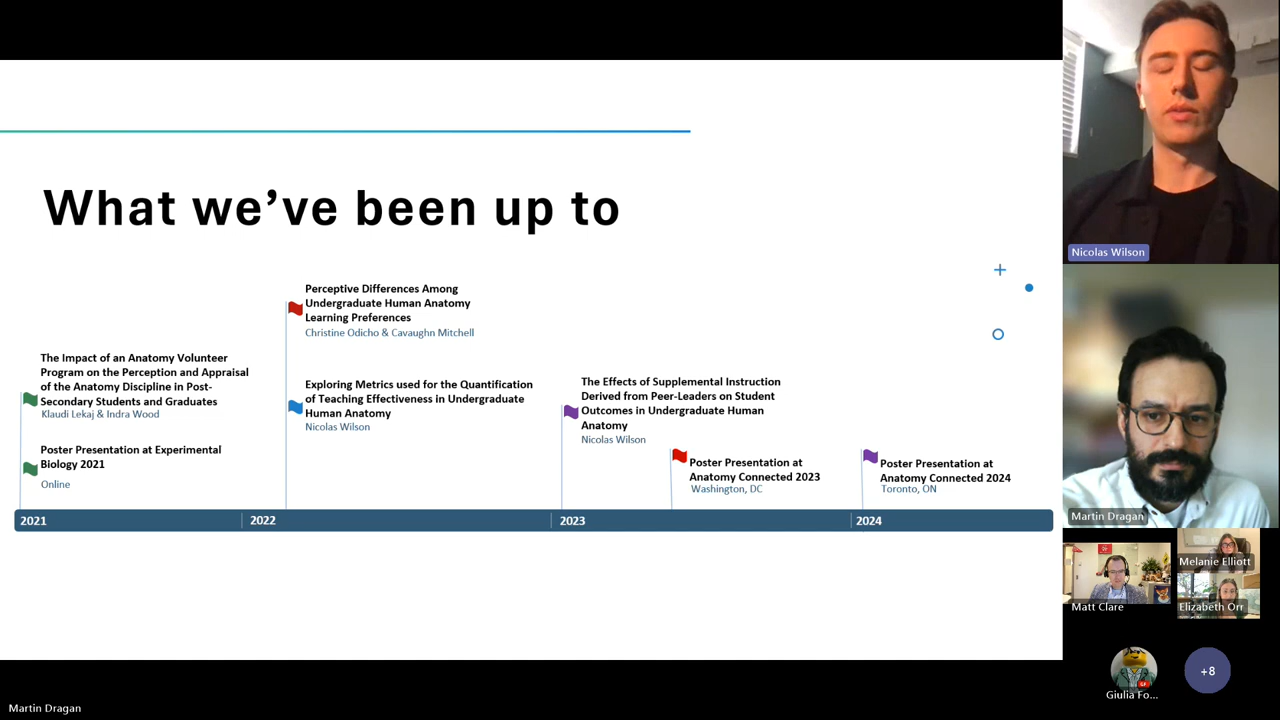 What we’ve been up to
Perceptive Differences Among
Undergraduate Human Anatomy
Learning Preferences
Christine Odicho & Cavaughn Mitchell
The Impact of an Anatomy Volunteer
Program on the Perception and Appraisal
of the Anatomy Discipline in Post-
Secondary Students and Graduates
Klaudi Lekaj & Indra Wood
Exploring Metrics used for the Quantification
of Teaching Effectiveness in Undergraduate
Human Anatomy
Nicolas Wilson
The Effects of Supplemental Instruction
Derived from Peer-Leaders on Student
Outcomes in Undergraduate Human
Anatomy
Nicolas Wilson
Poster Presentation at Experimental
Biology 2021
Online
Poster Presentation at
Anatomy Connected 2023
Washington, DC
Poster Presentation at
Anatomy Connected 2024
Toronto, ON
2021
2022
2023
2024
Nicolas Wilson
Martin Dragan
Melanie Elliott
Matt Clare
Elizabeth Orr
Giulia Fo...
+8
Martin Dragan